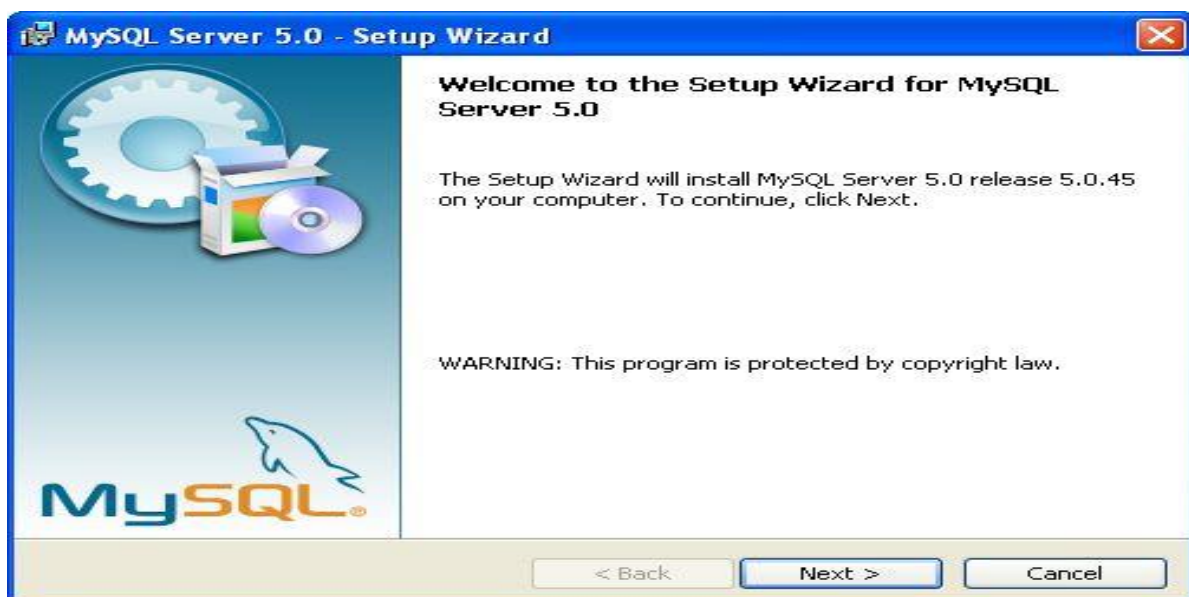 MySQL Server 5.0 - Setup Wizard
Welcome to the Setup Wizard for MySQL
Server 5.0
The Setup Wizard will install MySQL Server 5.0 release 5.0.45
on your computer. To continue, click Next.
WARNING: This program is protected by copyright law.
MySQL®
< Back
Next >
Cancel